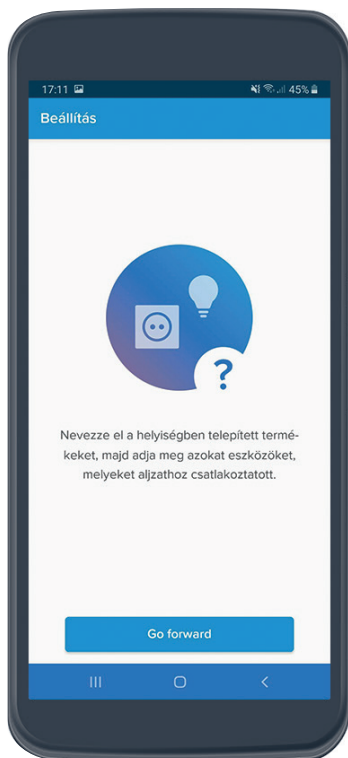 17:11 45%
Beállítás
?
Nevezze el a helyiségben telepített termé-
keket, majd adja meg azokat eszközöket,
melyeket aljzathoz csatlakoztatott.
Go forward